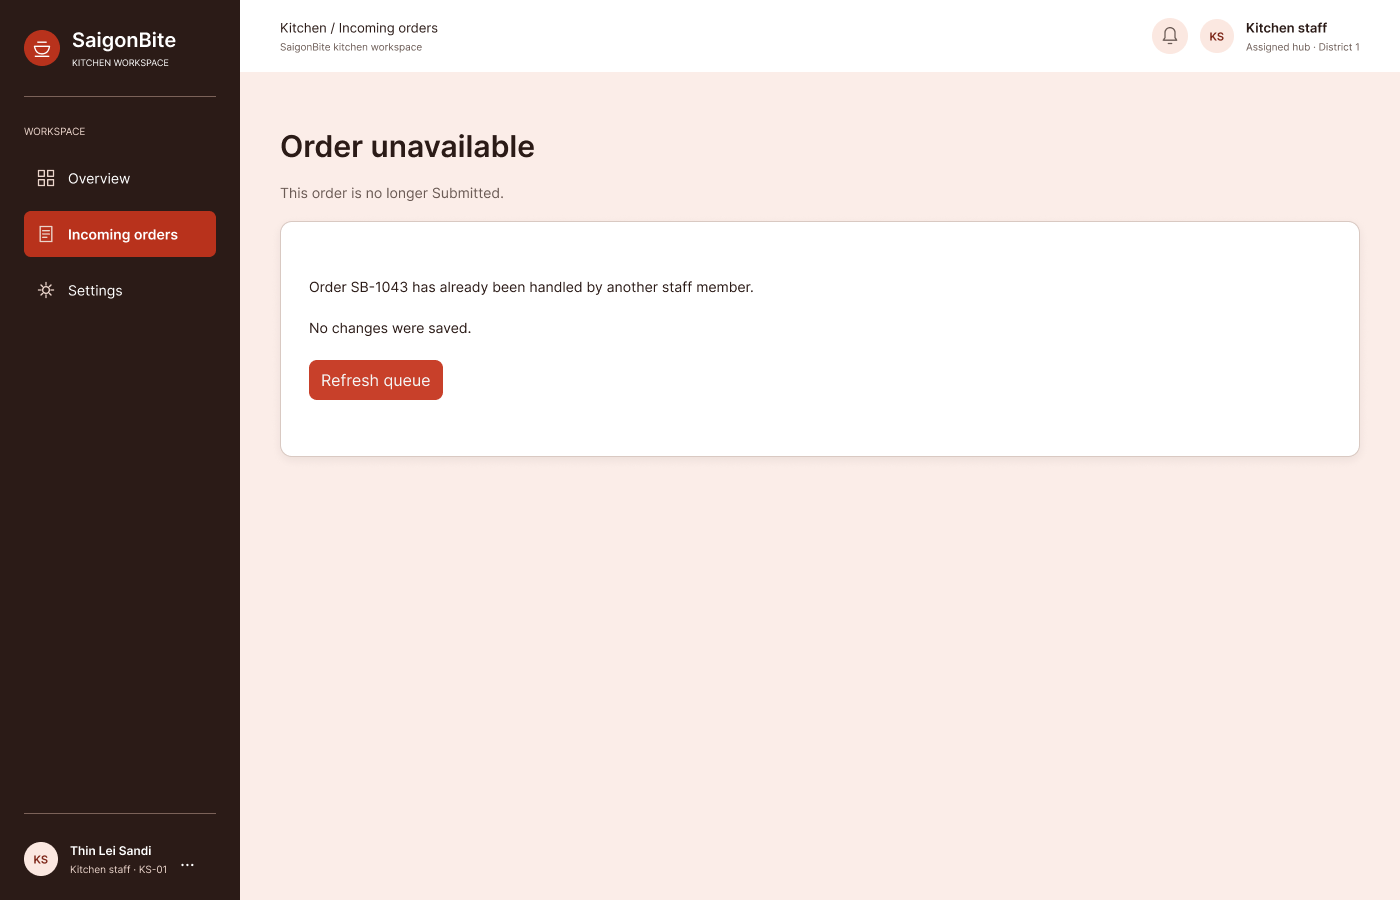 SaigonBite
KITCHEN WORKSPACE
WORKSPACE
Overview
Incoming orders
Settings
KS
Thin Lei Sandi
Kitchen staff · KS-01
...
Kitchen / Incoming orders
SaigonBite kitchen workspace
KS
Kitchen staff
Assigned hub · District 1
Order unavailable
This order is no longer Submitted.
Order SB-1043 has already been handled by another staff member.
No changes were saved.
Refresh queue